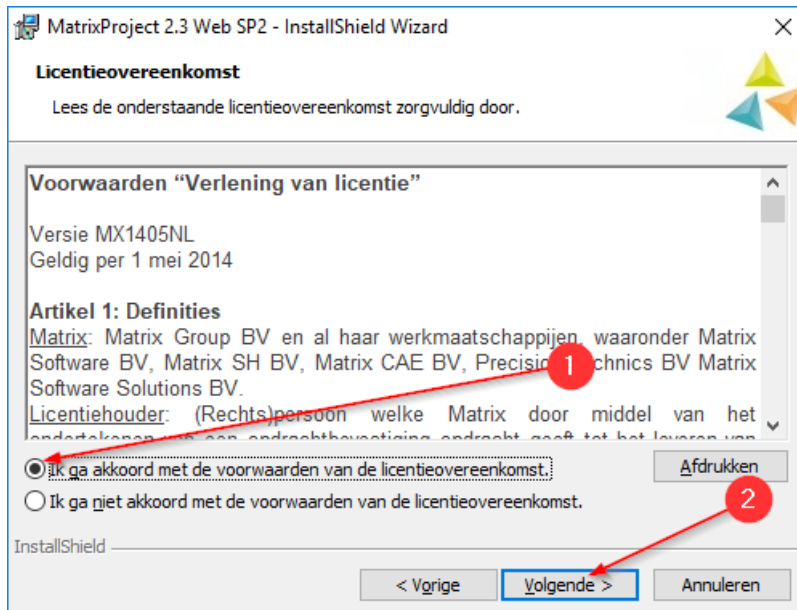 MatrixProject 2.3 Web SP2 - InstallShield Wizard
Licentieovereenkomst
Lees de onderstaande licentieovereenkomst zorgvuldig door.
Voorwaarden “Verlening van licentie”
Versie MX1405NL
Geldig per 1 mei 2014
Artikel 1: Definities
Matrix: Matrix Group BV en al haar werkmaatschappijen, waaronder Matrix
Software BV, Matrix SH BV, Matrix CAE BV, BV Matrix
Software Solutions BV.
Licentiehouder: (Rechts)persoon welke Matrix door middel van het
1
Ik ga akkoord met de voorwaarden van de licentieovereenkomst.
Afdrukken
Ik ga niet akkoord met de voorwaarden van de licentieovereenkomst.
2
InstallShield
< Vorige
Volgende >
Annuleren